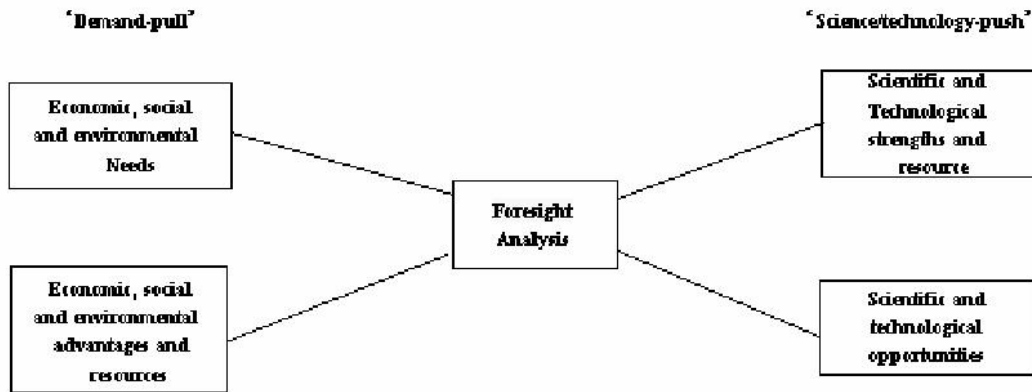 ‘Demand-pull’
‘Science/technology-push’
Economic, social
and environmental
Needs
Scientific and
Technological
strengths and
resource
Foresight
Analysis
Economic, social
and environmental
advantages and
resources
Scientific and
technological
opportunities